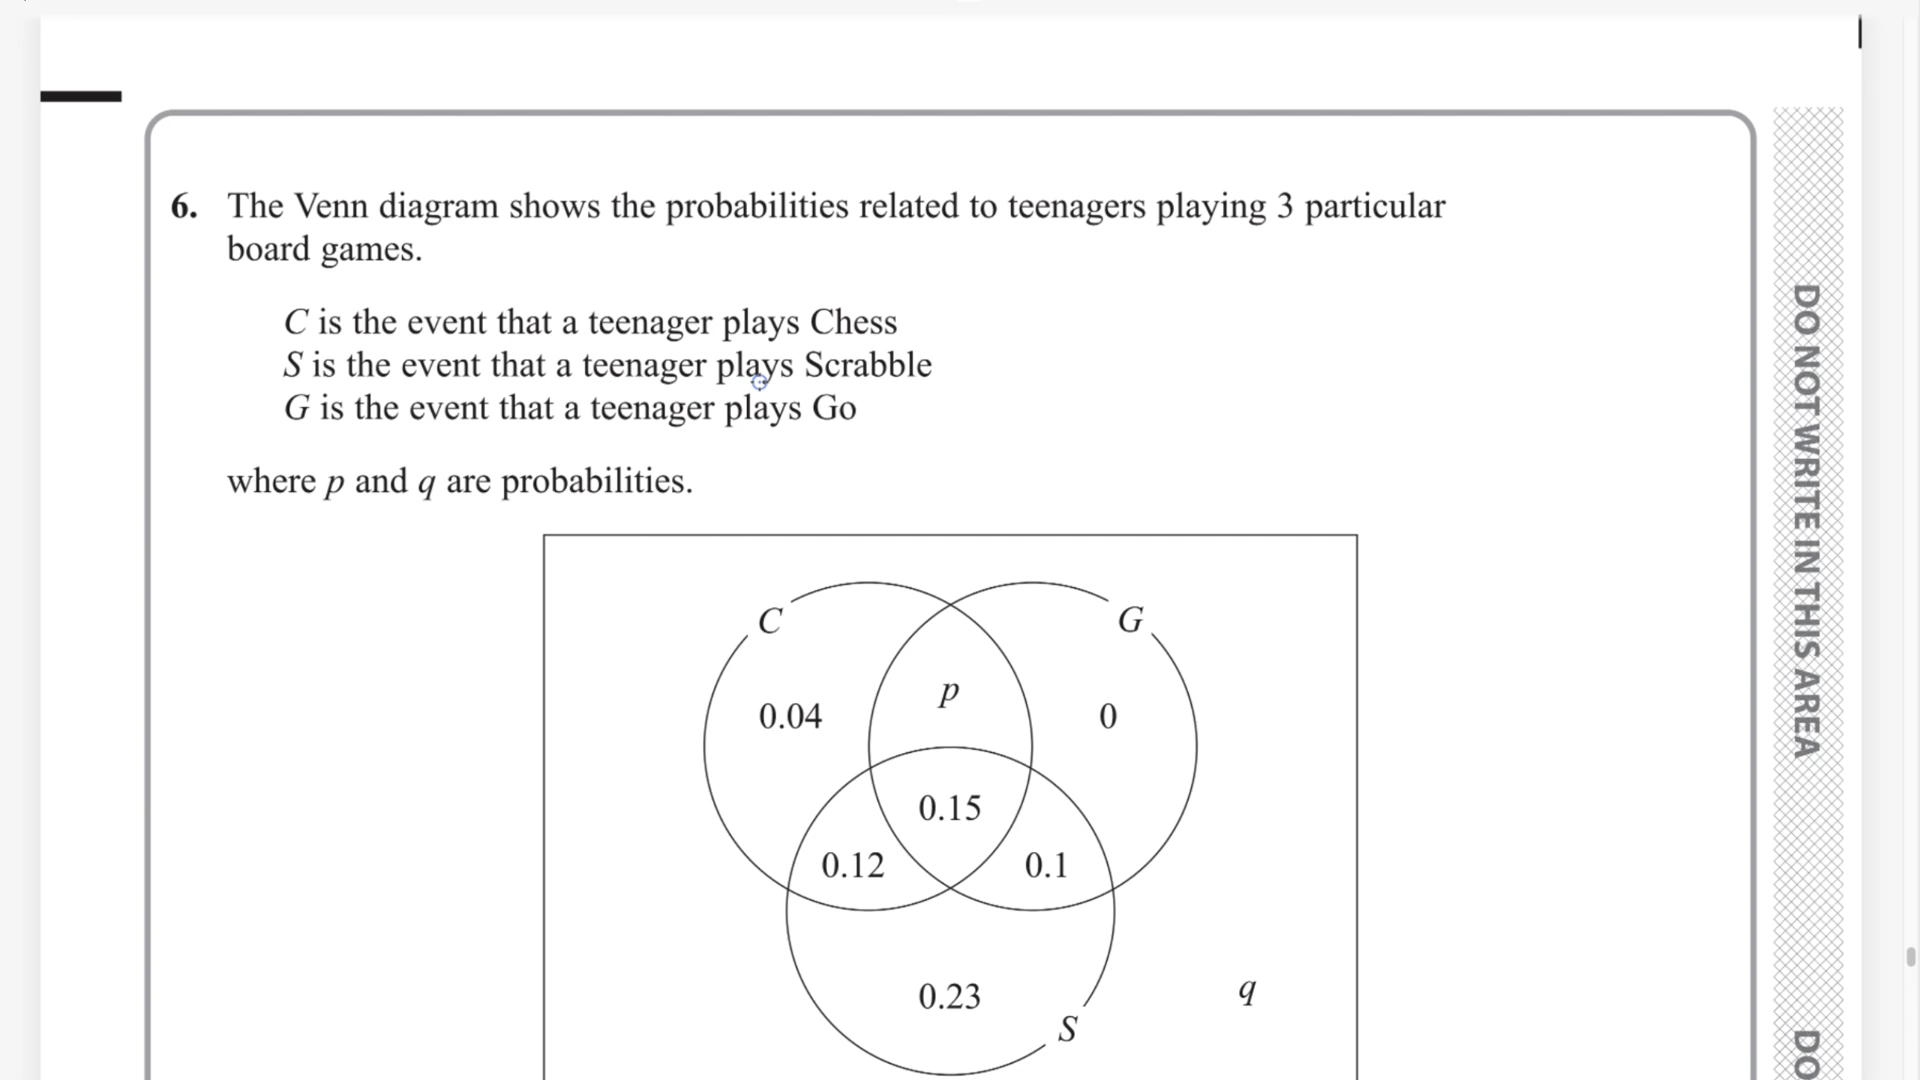 6. The Venn diagram shows the probabilities related to teenagers playing 3 particular
board games.
C is the event that a teenager plays Chess
S is the event that a teenager plays Scrabble
G is the event that a teenager plays Go
where p and q are probabilities.
C
G
p
0.04
0
0.15
0.12
0.1
0.23
q
S
DO NOT WRITE IN THIS AREA
DO